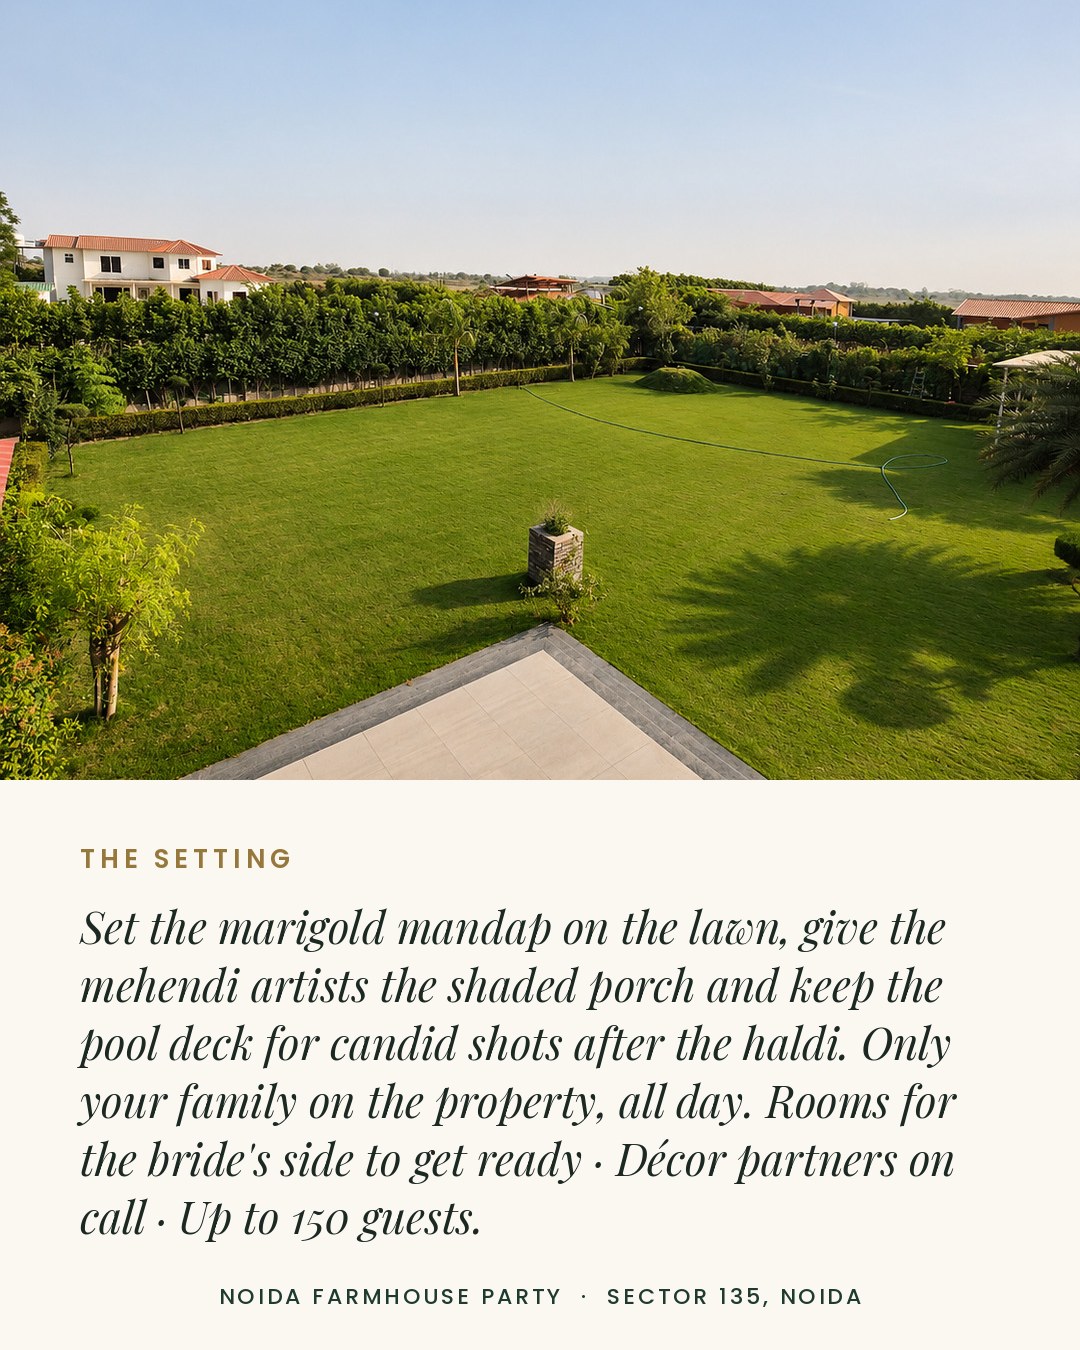 THE SETTING
Set the marigold mandap on the lawn, give the
mehendi artists the shaded porch and keep the
pool deck for candid shots after the haldi. Only
your family on the property, all day. Rooms for
the bride's side to get ready · Décor partners on
call · Up to 150 guests.
NOIDA FARMHOUSE PARTY · SECTOR 135, NOIDA